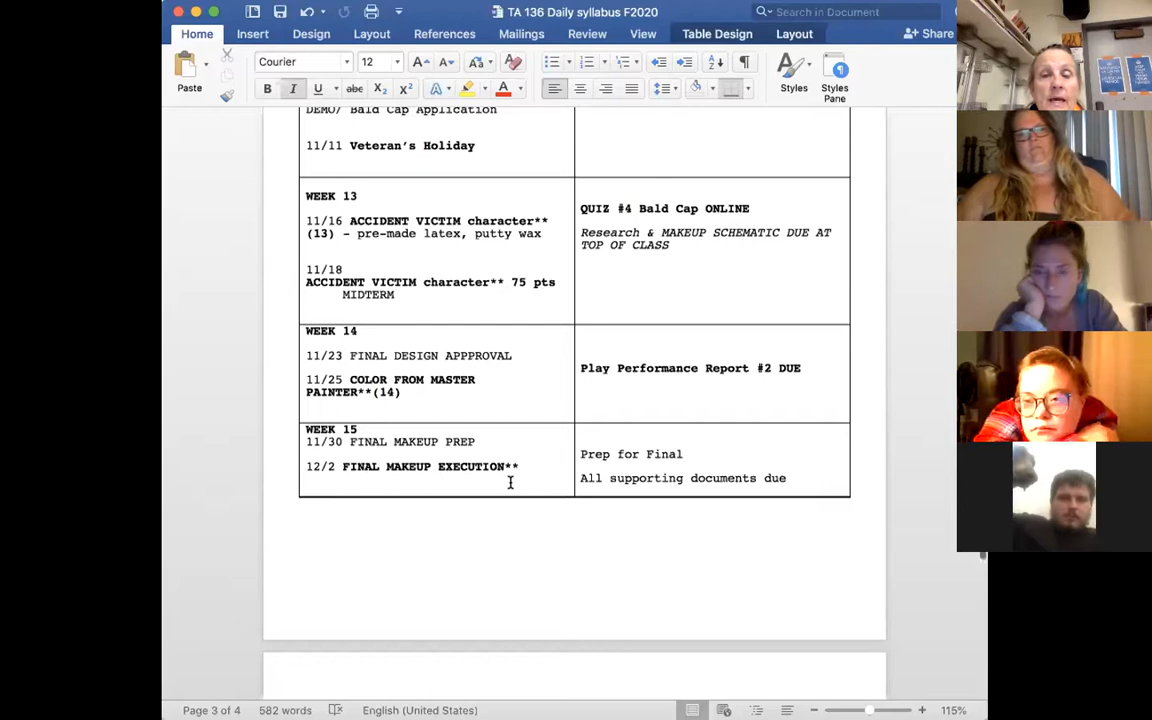 TA 136 Daily syllabus F2020
Search in Document
Home Insert Design Layout References Mailings Review View Table Design Layout Share
Paste
Courier 12
Styles Styles Pane
DEMO/ Bald Cap Application
11/11 Veteran's Holiday
WEEK 13
11/16 ACCIDENT VICTIM character**
(13) – pre-made latex, putty wax
11/18
ACCIDENT VICTIM character** 75 pts
MIDTERM
QUIZ #4 Bald Cap ONLINE
Research & MAKEUP SCHEMATIC DUE AT
TOP OF CLASS
WEEK 14
11/23 FINAL DESIGN APPPROVAL
11/25 COLOR FROM MASTER
PAINTER**(14)
Play Performance Report #2 DUE
WEEK 15
11/30 FINAL MAKEUP PREP
12/2 FINAL MAKEUP EXECUTION**
Prep for Final
All supporting documents due
Page 3 of 4 582 words English (United States) 115%